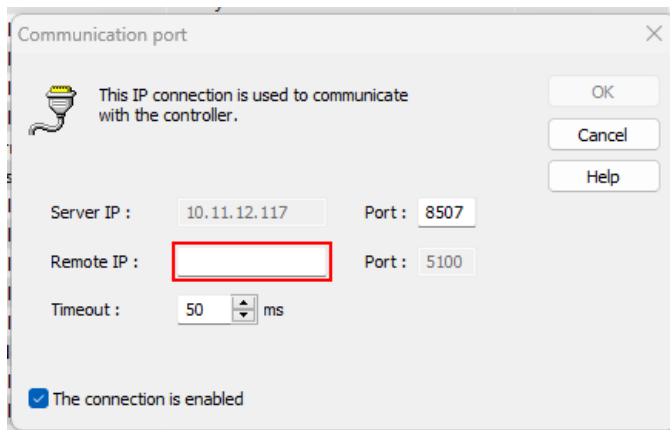 Communication port
This IP connection is used to communicate
with the controller.
OK
Cancel
Help
Server IP : 10.11.12.117 Port : 8507
Remote IP : Port : 5100
Timeout : 50 ms
The connection is enabled